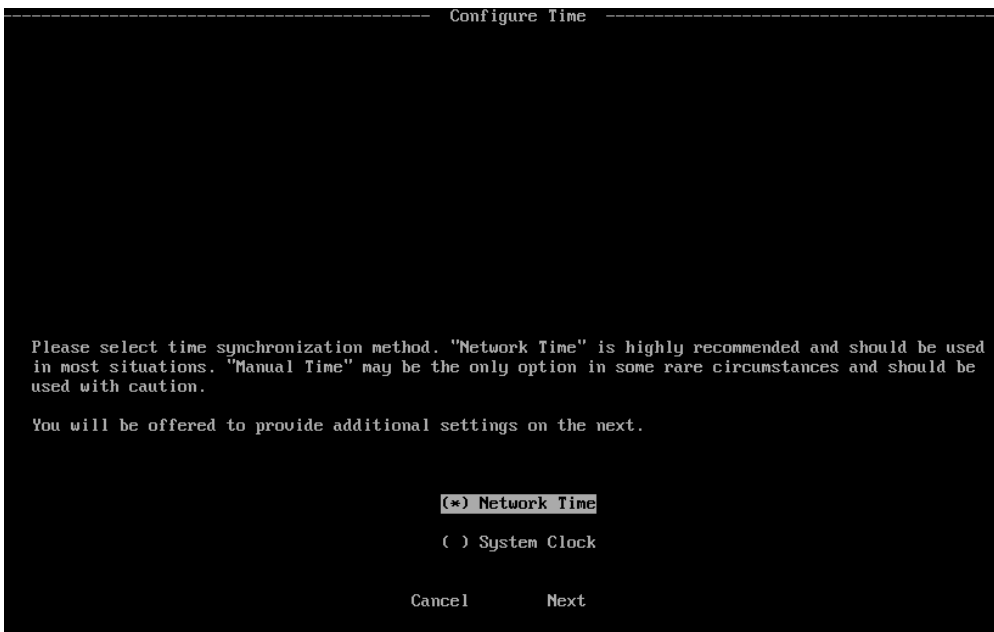 Configure Time
Please select time synchronization method. "Network Time" is highly recommended and should be used
in most situations. "Manual Time" may be the only option in some rare circumstances and should be
used with caution.
You will be offered to provide additional settings on the next.
(*) Network Time
( ) System Clock
Cancel Next